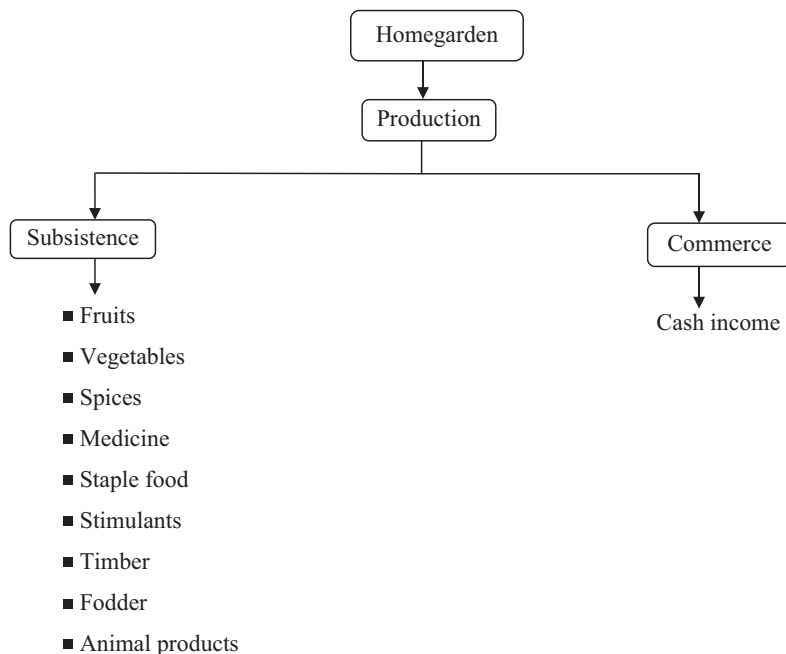 Homegarden
Production
Subsistence
Commerce
■ Fruits
Cash income
■ Vegetables
■ Spices
■ Medicine
■ Staple food
■ Stimulants
■ Timber
■ Fodder
■ Animal products